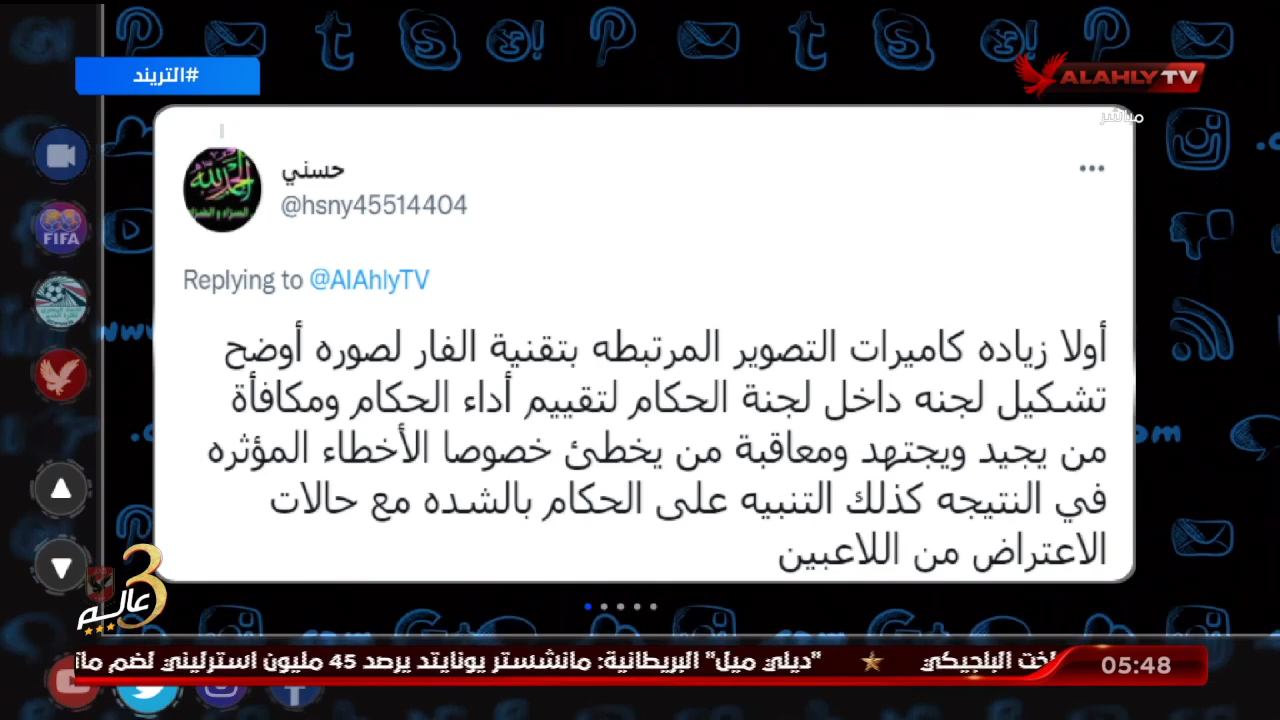 #التريند
ALAHLY TV
مباشر
حسني
@hsny45514404
Replying to @AlAhlyTV
أولا زياده كاميرات التصوير المرتبطه بتقنية الفار لصوره أوضح
تشكيل لجنه داخل لجنة الحكام لتقييم أداء الحكام ومكافأة
من يجيد ويجتهد ومعاقبة من يخطئ خصوصا الأخطاء المؤثره
في النتيجه كذلك التنبيه على الحكام بالشده مع حالات
الاعتراض من اللاعبين
FIFA
3 عالم
البلجيكي ★ "ديلي ميل" البريطانية: مانشستر يونايتد يرصد 45 مليون استرليني لضم
05:48